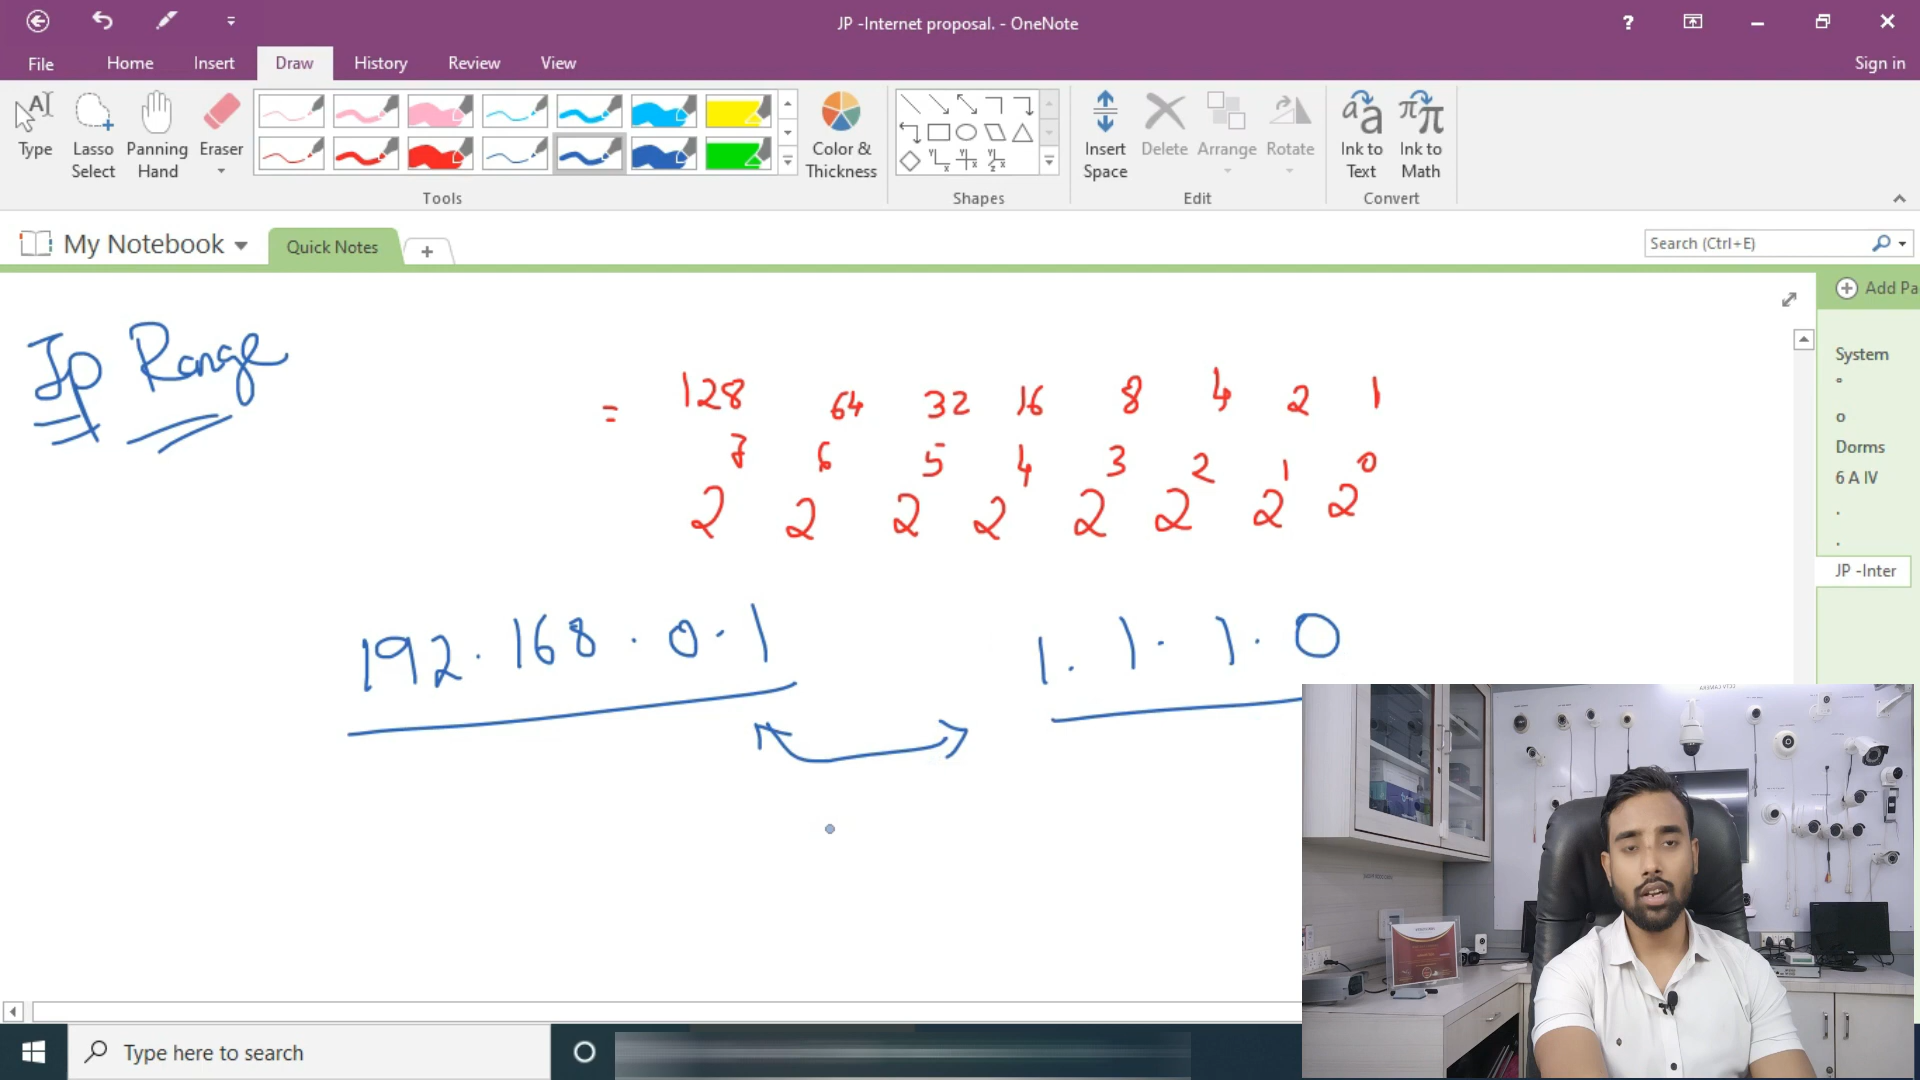 JP -Internet proposal. - OneNote
File Home Insert Draw History Review View Sign in
Type Lasso Select Panning Hand Eraser Color & Thickness Insert Space Delete Arrange Rotate Ink to Text Ink to Math
Tools Shapes Edit Convert
My Notebook Quick Notes Search (Ctrl+E)
Add Pa
System
o
Dorms
6 A IV
.
.
JP -Inter
Ip Range
= 128 64 32 16 8 4 2 1
7 6 5 4 3 2 1 0
2 2 2 2 2 2 2 2
192.168.0.1 1.1.1.0
Type here to search